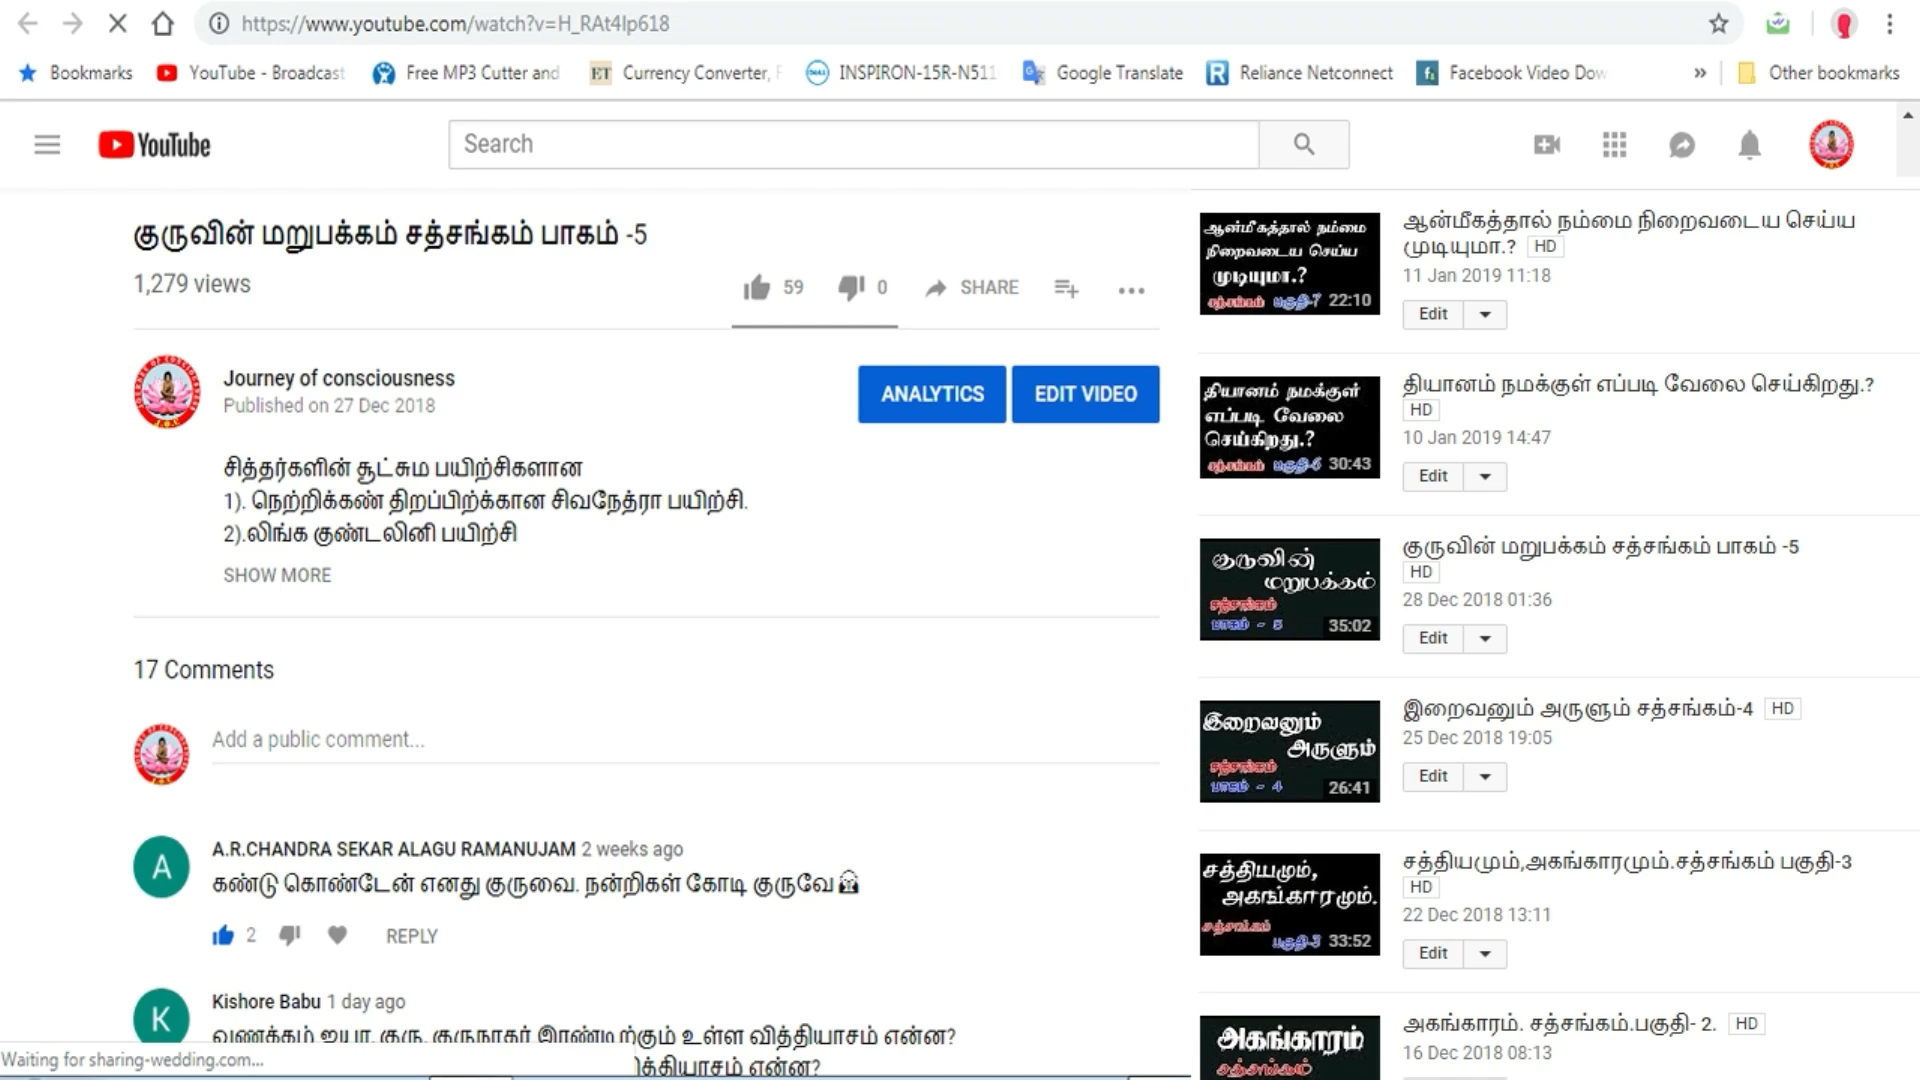 https://www.youtube.com/watch?v=H_RAt4lp618
Bookmarks YouTube - Broadcast Free MP3 Cutter and Currency Converter, F INSPIRON-15R-N511 Google Translate Reliance Netconnect Facebook Video Dow » Other bookmarks
YouTube Search
குருவின் மறுபக்கம் சத்சங்கம் பாகம் -5
1,279 views
59 0 SHARE
Journey of consciousness
Published on 27 Dec 2018
ANALYTICS EDIT VIDEO
சித்தர்களின் சூட்சும பயிற்சிகளான
1). நெற்றிக்கண் திறப்பிற்க்கான சிவநேத்ரா பயிற்சி.
2).லிங்க குண்டலினி பயிற்சி
SHOW MORE
17 Comments
Add a public comment...
A
A.R.CHANDRA SEKAR ALAGU RAMANUJAM 2 weeks ago
கண்டு கொண்டேன் எனது குருவை. நன்றிகள் கோடி குருவே
2 REPLY
K
Kishore Babu 1 day ago
வணக்கம் ஐயா. குரு, குருநாதர் இரண்டிற்கும் உள்ள வித்தியாசம் என்ன?
என்ன?
Waiting for sharing-wedding.com...
ஆன்மீகத்தால் நம்மை
நிறைவடைய செய்ய
முடியுமா.?
சத்சங்கம் பகுதி-7 22:10
ஆன்மீகத்தால் நம்மை நிறைவடைய செய்ய
முடியுமா.? HD
11 Jan 2019 11:18
Edit
தியானம் நமக்குள்
எப்படி வேலை
செய்கிறது.?
சத்சங்கம் பகுதி-6 30:43
தியானம் நமக்குள் எப்படி வேலை செய்கிறது.?
HD
10 Jan 2019 14:47
Edit
குருவின்
மறுபக்கம்
சத்சங்கம்
பாகம் - 5 35:02
குருவின் மறுபக்கம் சத்சங்கம் பாகம் -5
HD
28 Dec 2018 01:36
Edit
இறைவனும்
அருளும்
சத்சங்கம்
பாகம் - 4 26:41
இறைவனும் அருளும் சத்சங்கம்-4 HD
25 Dec 2018 19:05
Edit
சத்தியமும்,
அகங்காரமும்.
சத்சங்கம்
பகுதி-3 33:52
சத்தியமும்,அகங்காரமும்.சத்சங்கம் பகுதி-3
HD
22 Dec 2018 13:11
Edit
அகங்காரம்
சத்சங்கம்
அகங்காரம். சத்சங்கம்.பகுதி- 2. HD
16 Dec 2018 08:13